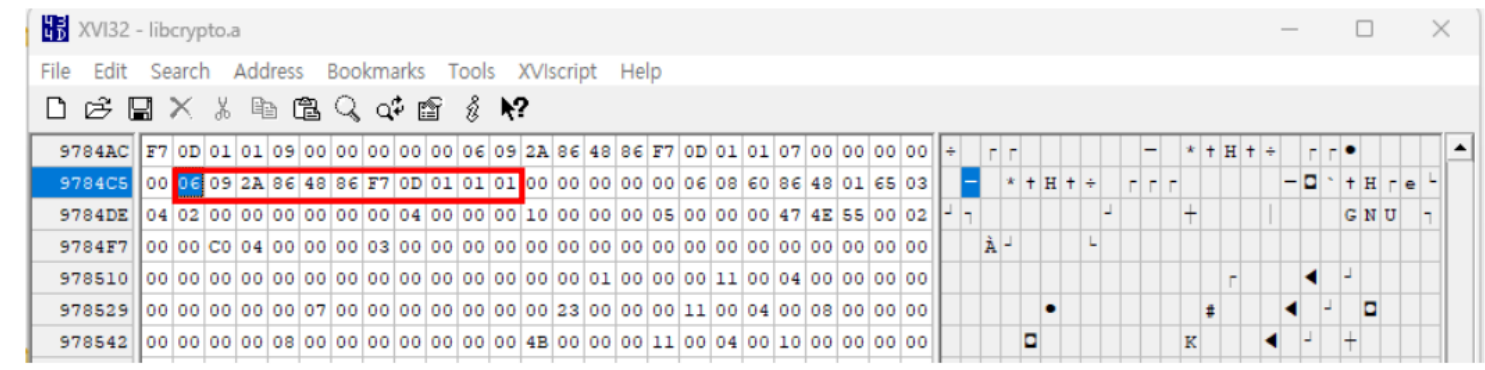 XVI32 - libcrypto.a
File Edit Search Address Bookmarks Tools XVIscript Help
9784AC F7 0D 01 01 09 00 00 00 00 00 06 09 2A 86 48 86 F7 0D 01 01 07 00 00 00 00 ÷ ┌ ┌ − * † H † ÷ ┌ ┌ •
9784C5 00 06 09 2A 86 48 86 F7 0D 01 01 01 00 00 00 00 00 06 08 60 86 48 01 65 03 − * † H † ÷ ┌ ┌ ┌ − ◘ ` † H ┌ e └
9784DE 04 02 00 00 00 00 00 00 04 00 00 00 10 00 00 00 05 00 00 00 47 4E 55 00 02 ┘ ┐ ┘ ┼ │ G N U ┐
9784F7 00 00 C0 04 00 00 00 03 00 00 00 00 00 00 00 00 00 00 00 00 00 00 00 00 00 À ┘ └
978510 00 00 00 00 00 00 00 00 00 00 00 00 00 00 01 00 00 00 11 00 04 00 00 00 00 ┌ ◄ ┘
978529 00 00 00 00 00 07 00 00 00 00 00 00 00 23 00 00 00 11 00 04 00 08 00 00 00 • # ◄ ┘ ◘
978542 00 00 00 00 08 00 00 00 00 00 00 00 4B 00 00 00 11 00 04 00 10 00 00 00 00 ◘ K ◄ ┘ ┼